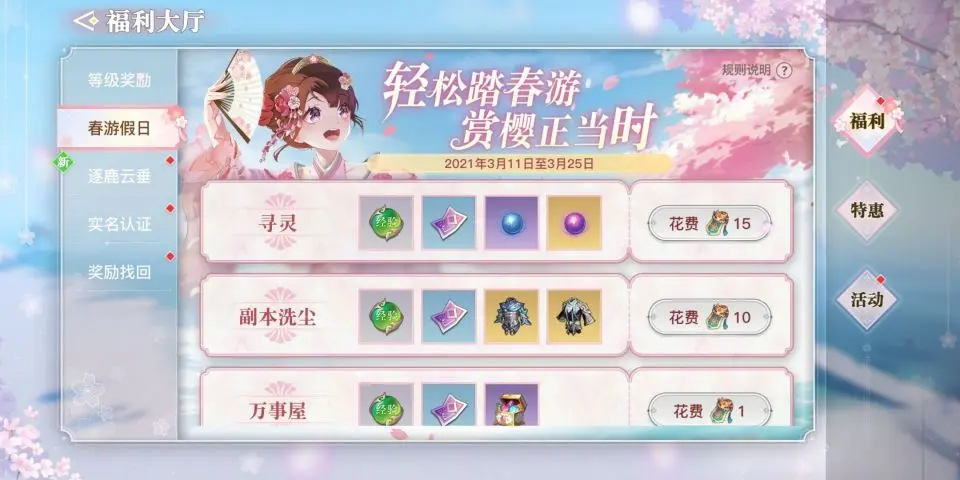 福利大厅
等级奖励
春游假日
新
逐鹿云垂
实名认证
奖励找回
轻松踏春游
赏樱正当时
规则说明 ?
2021年3月11日至3月25日
寻灵
经验
花费 15
副本洗尘
经验
花费 10
万事屋
经验
花费 1
福利
特惠
活动